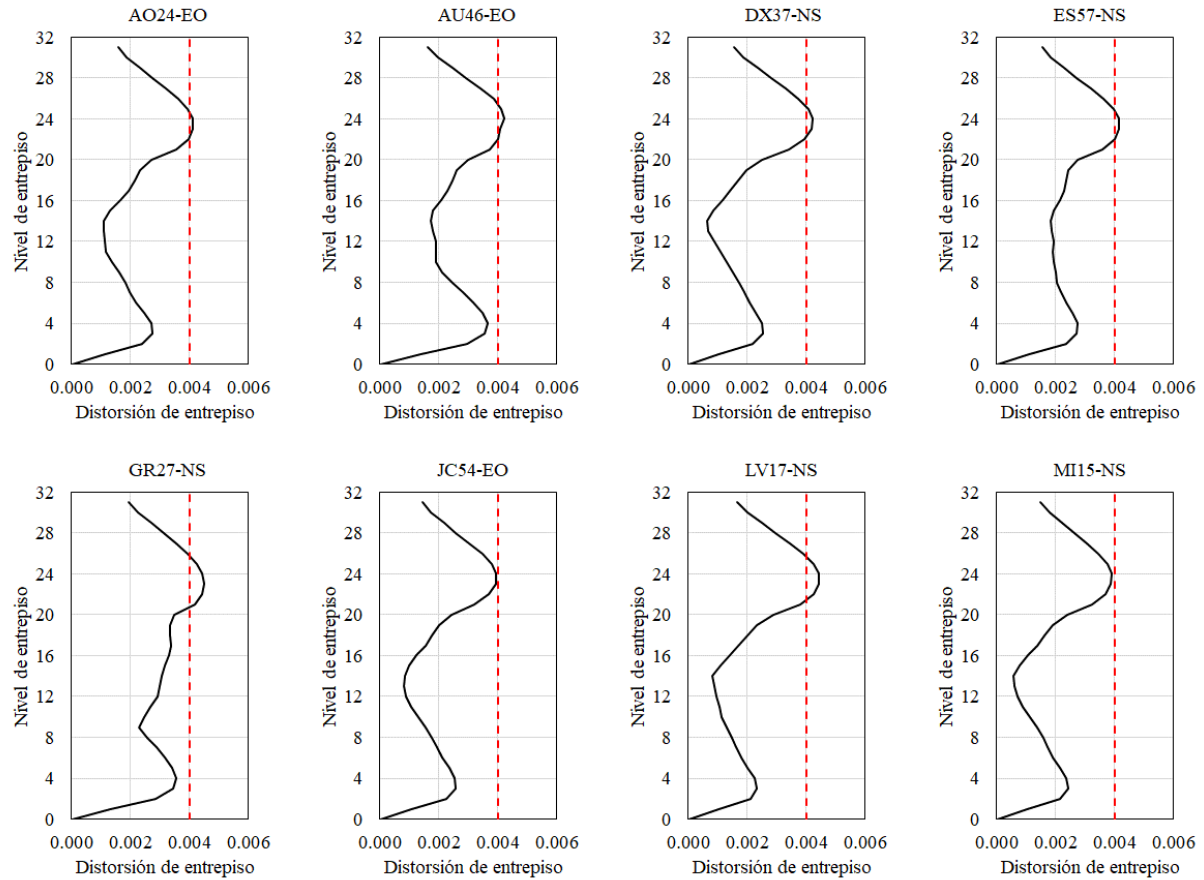 AO24-EO
AU46-EO
DX37-NS
ES57-NS
32
28
24
20
16
12
8
4
0
Nivel de entrepiso
0.000 0.002 0.004 0.006
Distorsión de entrepiso
32
28
24
20
16
12
8
4
0
Nivel de entrepiso
0.000 0.002 0.004 0.006
Distorsión de entrepiso
32
28
24
20
16
12
8
4
0
Nivel de entrepiso
0.000 0.002 0.004 0.006
Distorsión de entrepiso
32
28
24
20
16
12
8
4
0
Nivel de entrepiso
0.000 0.002 0.004 0.006
Distorsión de entrepiso
GR27-NS
JC54-EO
LV17-NS
MI15-NS
32
28
24
20
16
12
8
4
0
Nivel de entrepiso
0.000 0.002 0.004 0.006
Distorsión de entrepiso
32
28
24
20
16
12
8
4
0
Nivel de entrepiso
0.000 0.002 0.004 0.006
Distorsión de entrepiso
32
28
24
20
16
12
8
4
0
Nivel de entrepiso
0.000 0.002 0.004 0.006
Distorsión de entrepiso
32
28
24
20
16
12
8
4
0
Nivel de entrepiso
0.000 0.002 0.004 0.006
Distorsión de entrepiso